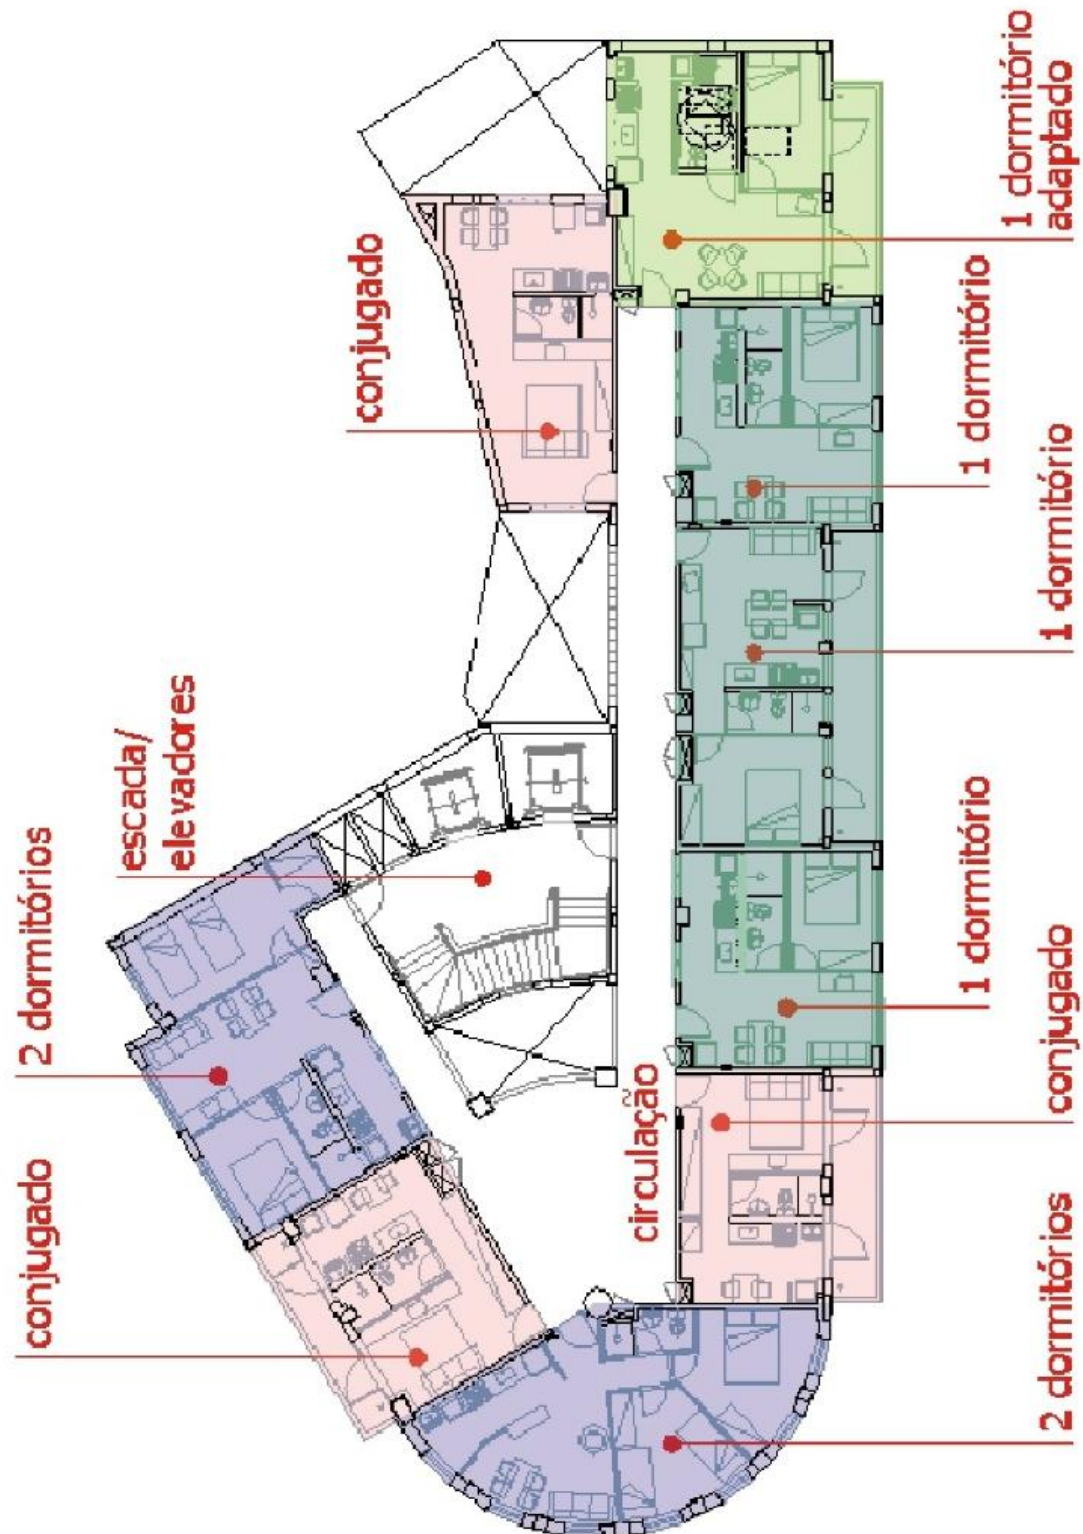 conjugado
2 dormitórios
escada/
elevadores
conjugado
1 dormitório
adaptado
1 dormitório
1 dormitório
1 dormitório
conjugado
2 dormitórios
circulação